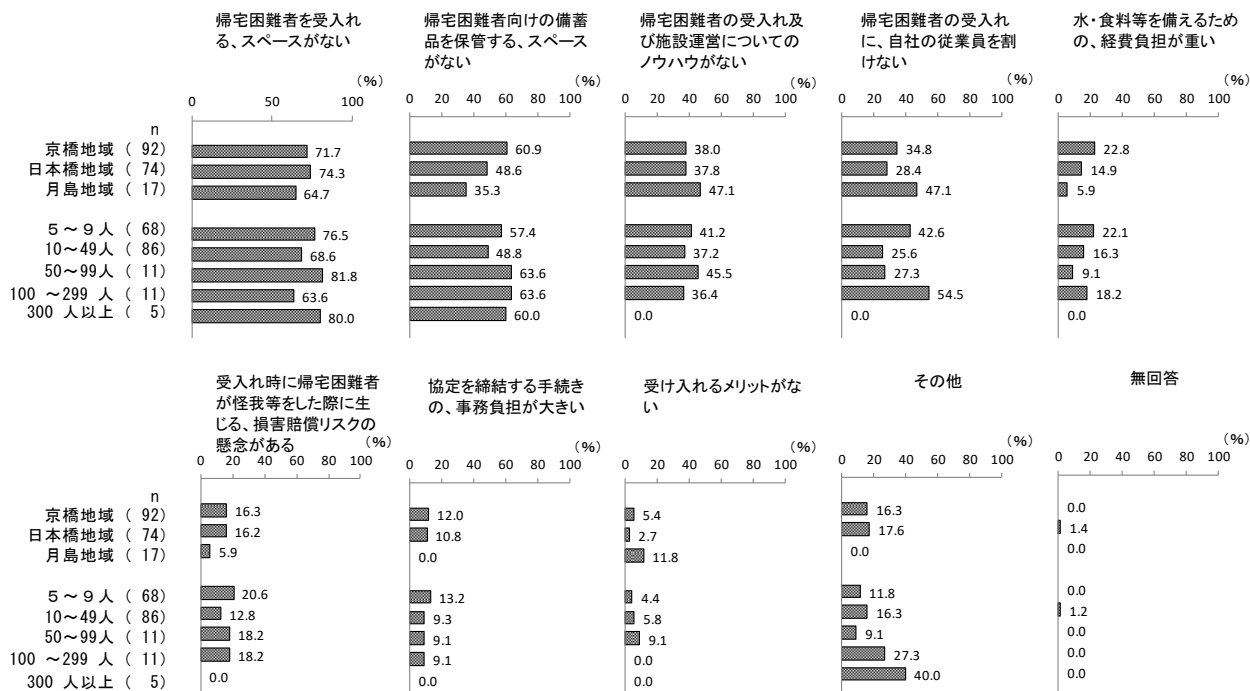 帰宅困難者を受入れ
る、スペースがない
帰宅困難者向けの備蓄
品を保管する、スペース
がない
帰宅困難者の受入れ及
び施設運営についての
ノウハウがない
帰宅困難者の受入れ
に、自社の従業員を割
けない
水・食料等を備えるため
の、経費負担が重い
(%) (%) (%) (%) (%)
0 50 100 0 20 40 60 80 100 0 20 40 60 80 100 0 20 40 60 80 100 0 20 40 60 80 100
n
京橋地域 ( 92) 71.7 60.9 38.0 34.8 22.8
日本橋地域 ( 74) 74.3 48.6 37.8 28.4 14.9
月島地域 ( 17) 64.7 35.3 47.1 47.1 5.9
5~9人 ( 68) 76.5 57.4 41.2 42.6 22.1
10~49人 ( 86) 68.6 48.8 37.2 25.6 16.3
50~99人 ( 11) 81.8 63.6 45.5 27.3 9.1
100 ~299 人 ( 11) 63.6 63.6 36.4 54.5 18.2
300 人以上 ( 5) 80.0 60.0 0.0 0.0 0.0
受入れ時に帰宅困難者
が怪我等をした際に生
じる、損害賠償リスクの
懸念がある
協定を締結する手続き
の、事務負担が大きい
受け入れるメリットがな
い
その他
無回答
(%) (%) (%) (%) (%)
0 20 40 60 80 100 0 20 40 60 80 100 0 20 40 60 80 100 0 20 40 60 80 100 0 20 40 60 80 100
n
京橋地域 ( 92) 16.3 12.0 5.4 16.3 0.0
日本橋地域 ( 74) 16.2 10.8 2.7 17.6 1.4
月島地域 ( 17) 5.9 0.0 11.8 0.0 0.0
5~9人 ( 68) 20.6 13.2 4.4 11.8 0.0
10~49人 ( 86) 12.8 9.3 5.8 16.3 1.2
50~99人 ( 11) 18.2 9.1 9.1 9.1 0.0
100 ~299 人 ( 11) 18.2 9.1 0.0 27.3 0.0
300 人以上 ( 5) 0.0 0.0 0.0 40.0 0.0